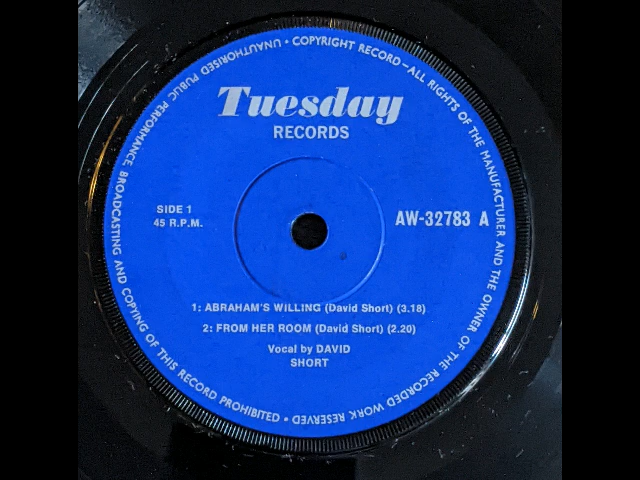 • COPYRIGHT RECORD — ALL RIGHTS OF THE MANUFACTURER AND THE OWNER OF THE RECORDED WORK RESERVED • UNAUTHORISED PUBLIC PERFORMANCE, BROADCASTING AND COPYING OF THIS RECORD PROHIBITED
Tuesday
RECORDS
SIDE 1
45 R.P.M.
AW-32783 A
1: ABRAHAM'S WILLING (David Short) (3.18)
2: FROM HER ROOM (David Short) (2.20)
Vocal by DAVID
SHORT